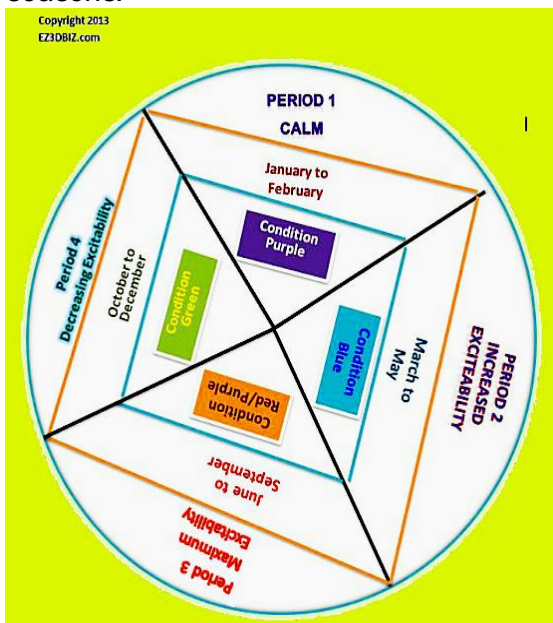 Copyright 2013
EZ3DBIZ.com
PERIOD 1
CALM
January to
February
Condition
Purple
PERIOD 2
INCREASED
EXCITEABILITY
March to
May
Condition
Blue
Period 3
Maximum
Excitability
June to
September
Condition
Red/Purple
Period 4
Decreasing Excitability
October to
December
Condition
Green